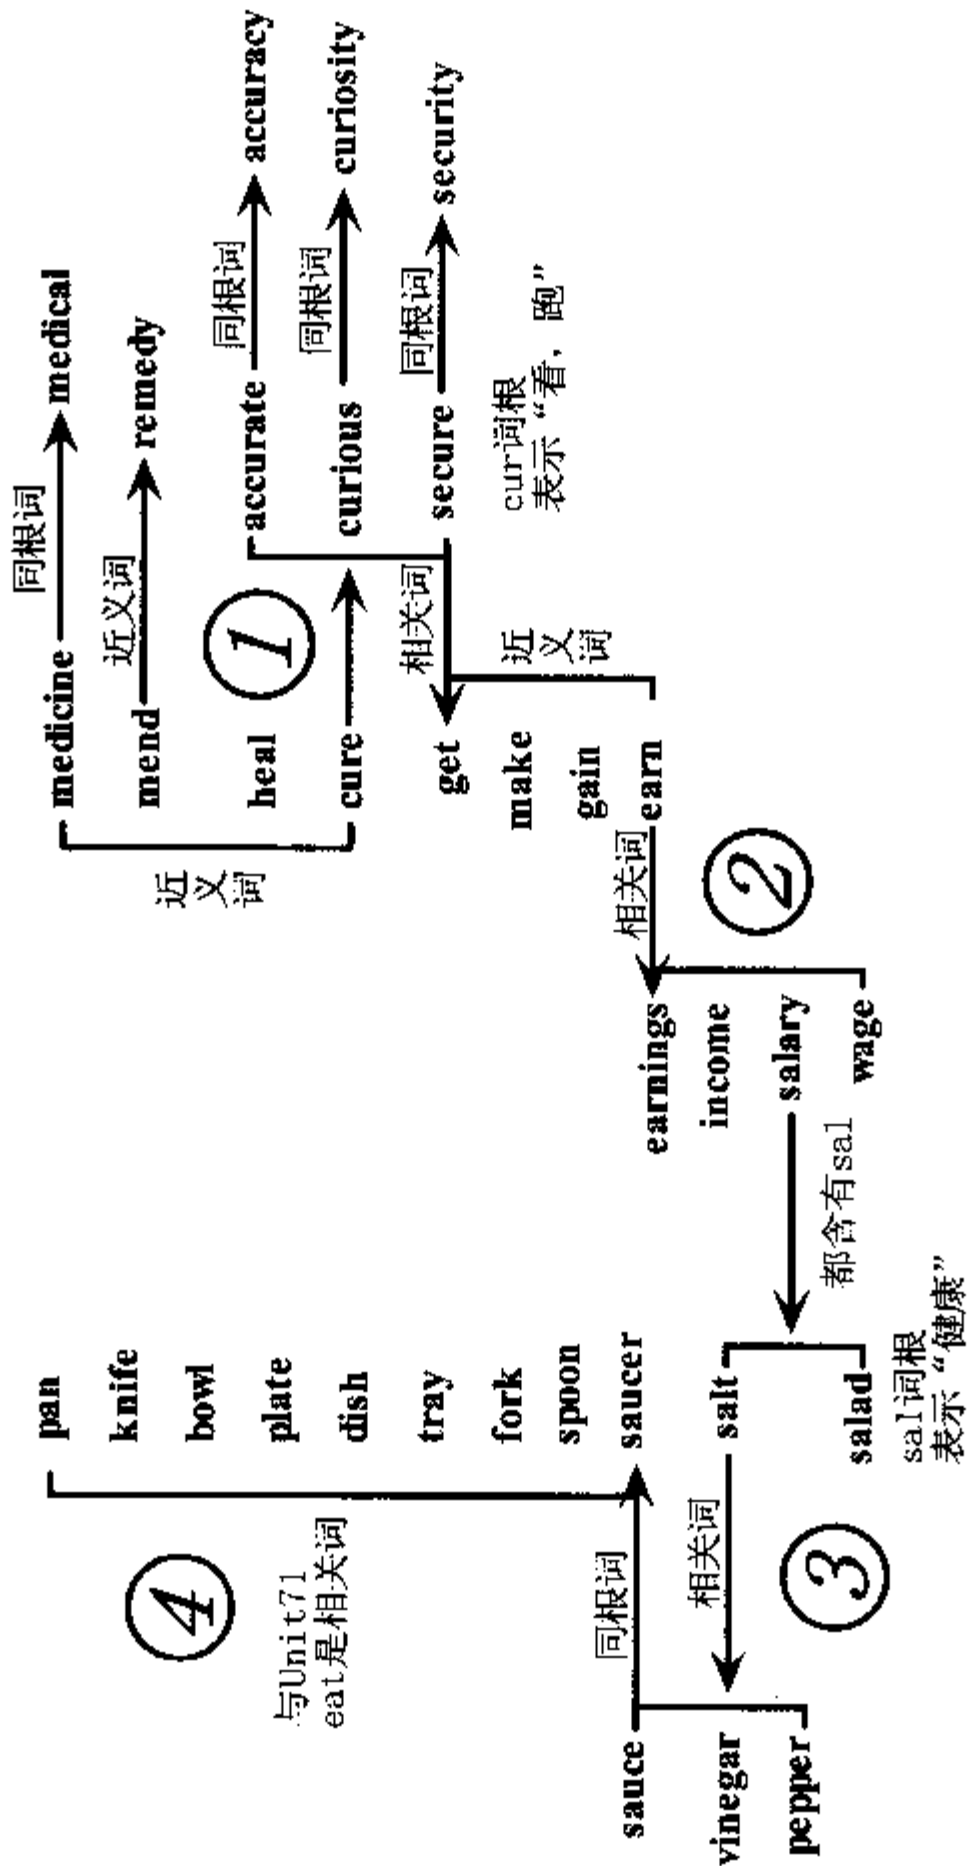 medicine
同根词
medical
mend
近义词
remedy
heal
cure
近
义
词
1
accurate
同根词
accuracy
curious
同根词
curiosity
secure
同根词
security
cur词根
表示“看，跑”
相关词
get
make
gain
earn
近
义
词
相关词
2
earnings
income
salary
wage
都含有sal
salt
salad
sal词根
表示“健康”
3
相关词
sauce
vinegar
pepper
同根词
pan
knife
bowl
plate
dish
tray
fork
spoon
saucer
4
与Unit71
eat是相关词